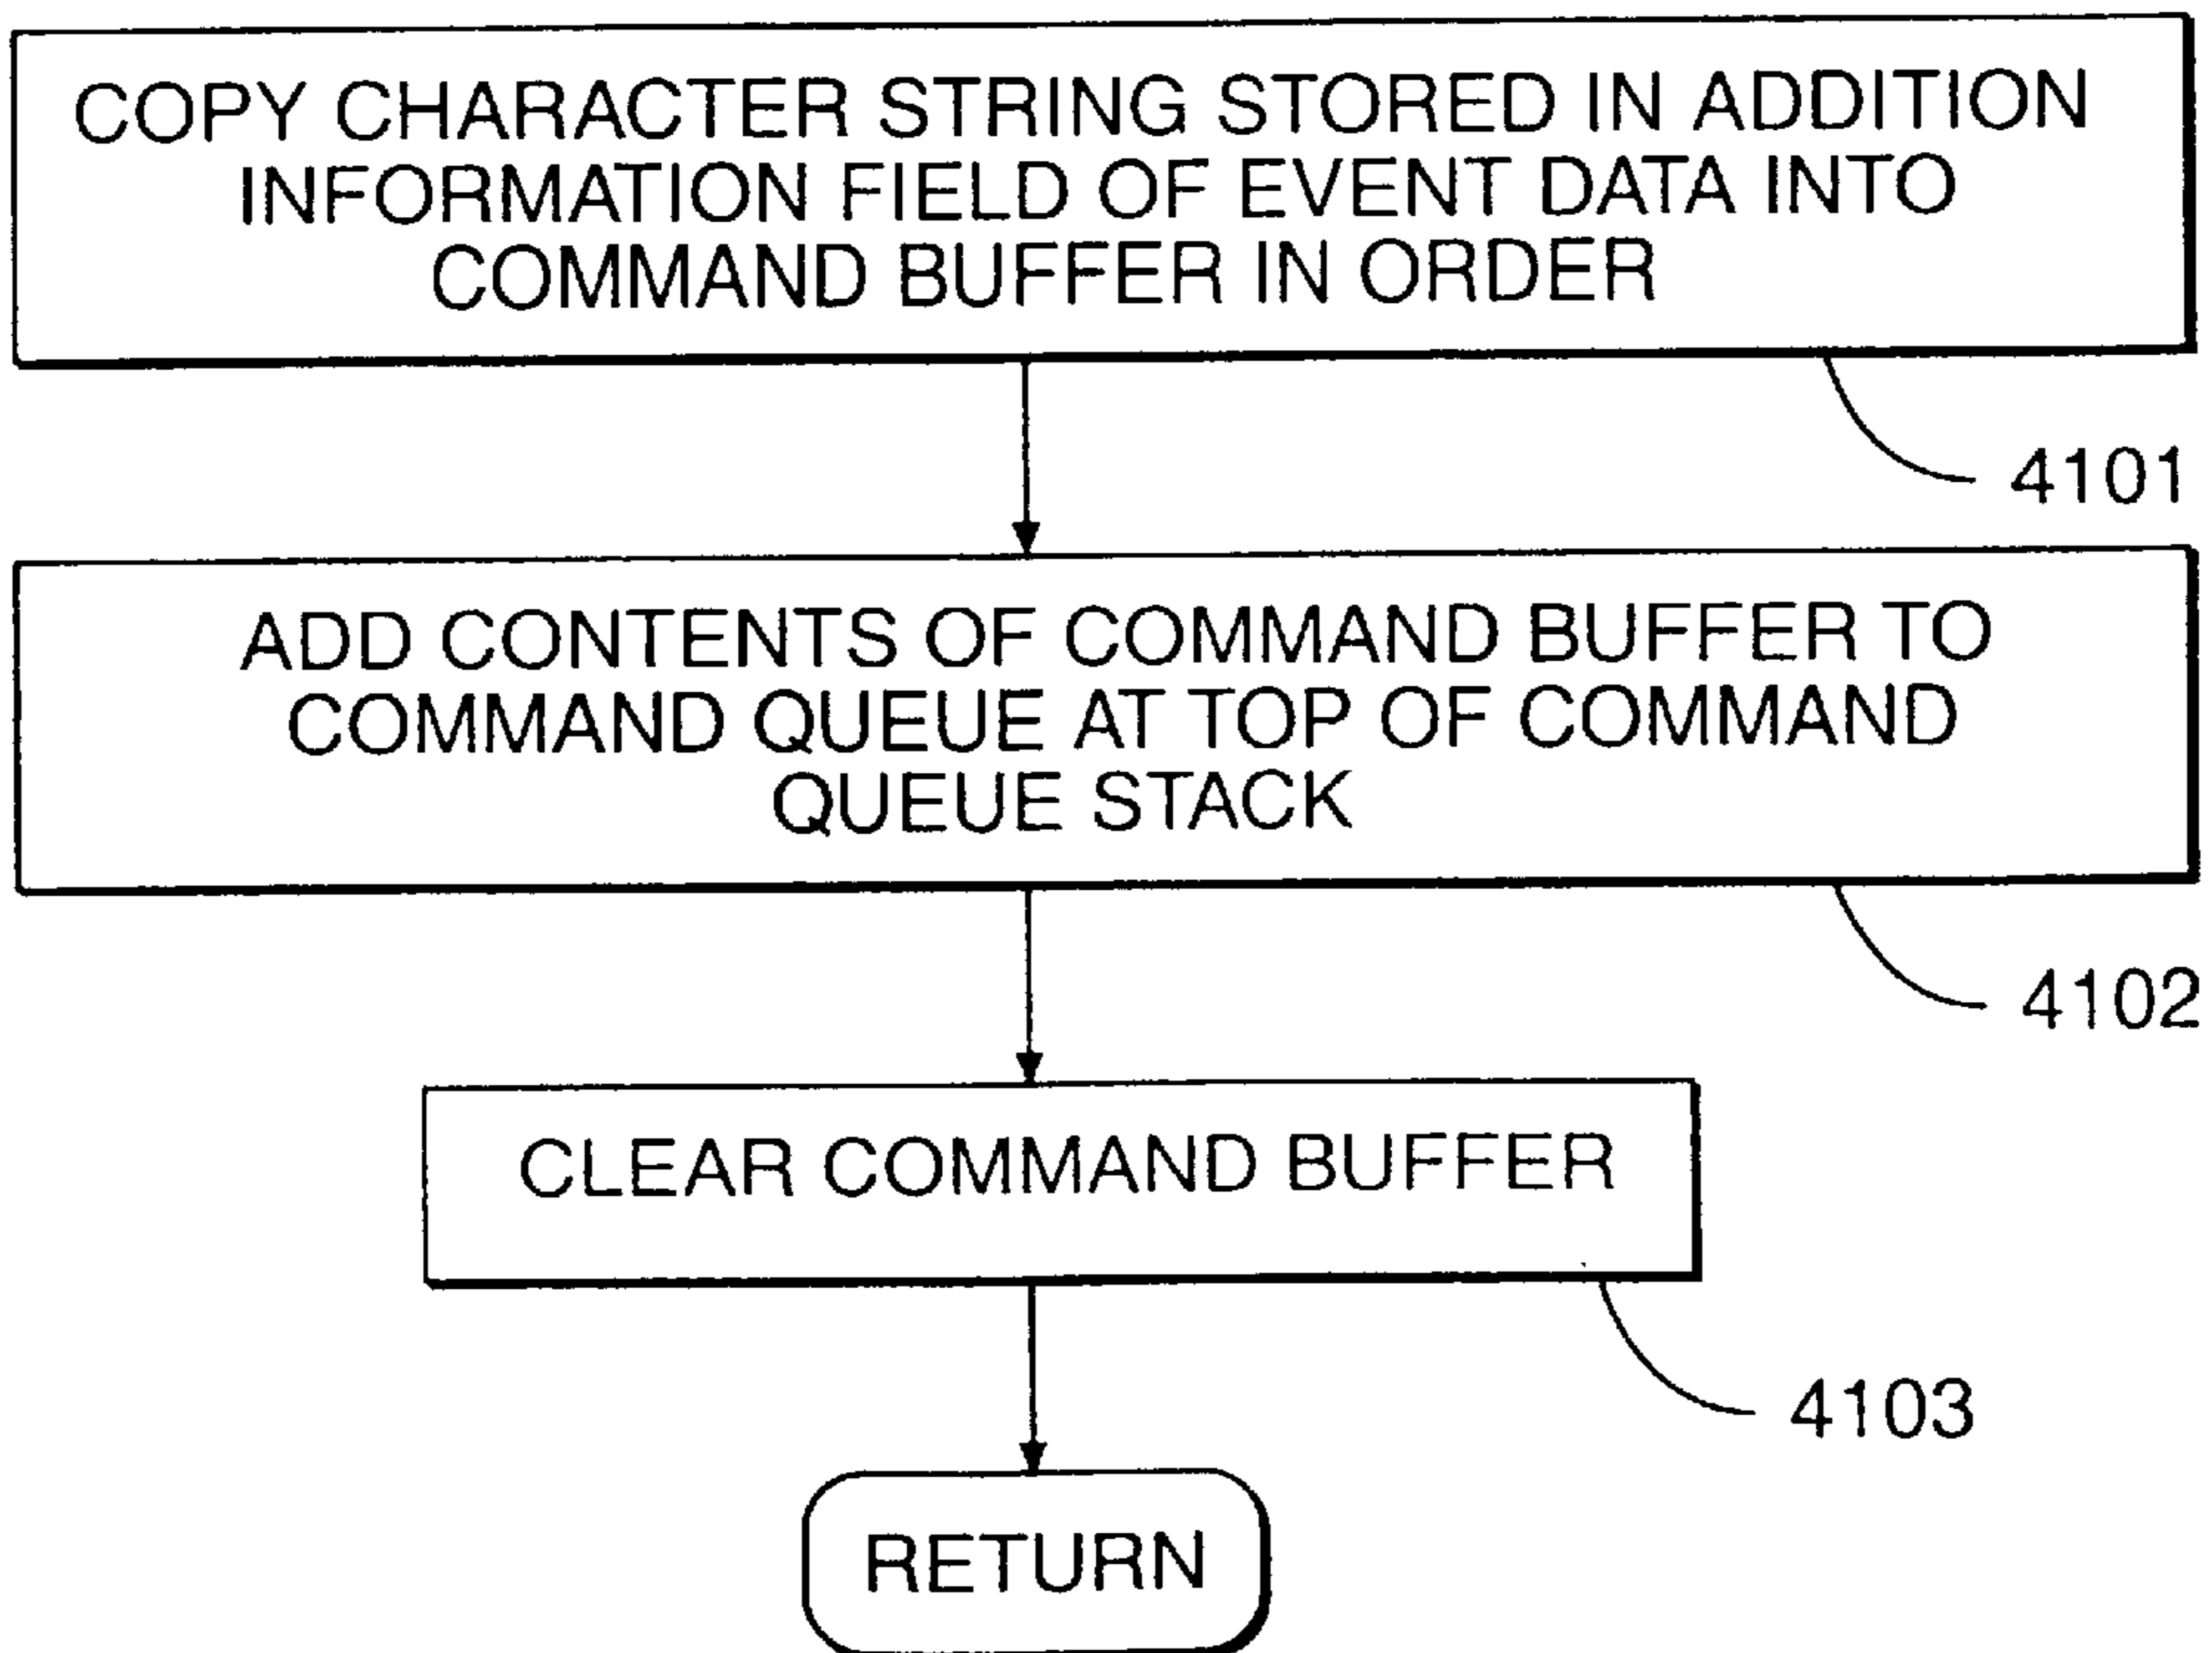 COPY CHARACTER STRING STORED IN ADDITION
INFORMATION FIELD OF EVENT DATA INTO
COMMAND BUFFER IN ORDER
4101
ADD CONTENTS OF COMMAND BUFFER TO
COMMAND QUEUE AT TOP OF COMMAND
QUEUE STACK
4102
CLEAR COMMAND BUFFER
4103
RETURN